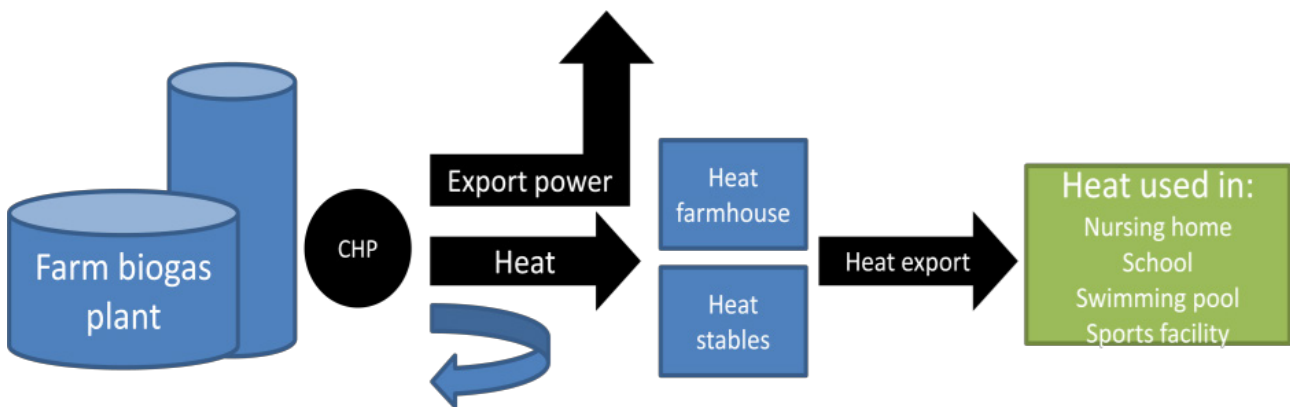 Farm biogas
plant
CHP
Export power
Heat
Heat
farmhouse
Heat
stables
Heat export
Heat used in:
Nursing home
School
Swimming pool
Sports facility